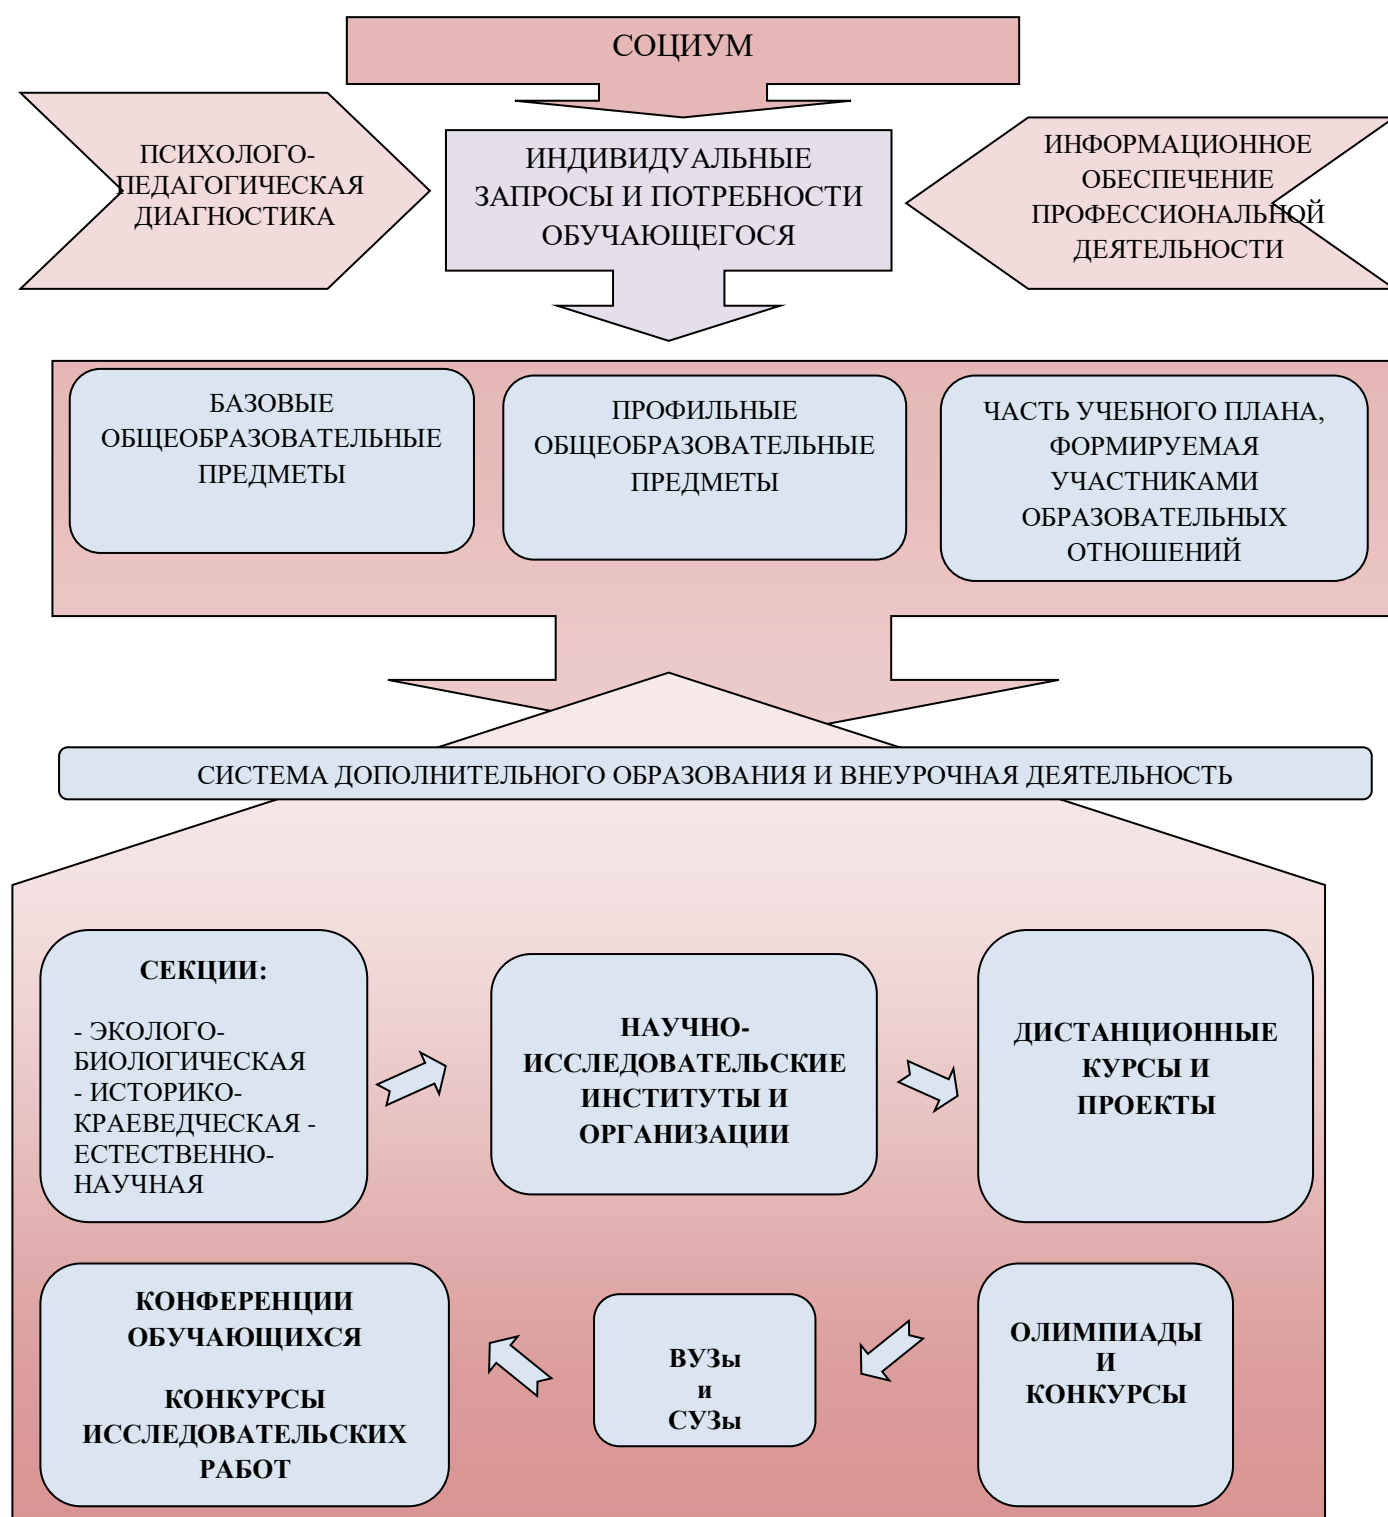 СОЦИУМ
ПСИХОЛОГО-
ПЕДАГОГИЧЕСКАЯ
ДИАГНОСТИКА
ИНДИВИДУАЛЬНЫЕ
ЗАПРОСЫ И ПОТРЕБНОСТИ
ОБУЧАЮЩЕГОСЯ
ИНФОРМАЦИОННОЕ
ОБЕСПЕЧЕНИЕ
ПРОФЕССИОНАЛЬНОЙ
ДЕЯТЕЛЬНОСТИ
БАЗОВЫЕ
ОБЩЕОБРАЗОВАТЕЛЬНЫЕ
ПРЕДМЕТЫ
ПРОФИЛЬНЫЕ
ОБЩЕОБРАЗОВАТЕЛЬНЫЕ
ПРЕДМЕТЫ
ЧАСТЬ УЧЕБНОГО ПЛАНА,
ФОРМИРУЕМАЯ
УЧАСТНИКАМИ
ОБРАЗОВАТЕЛЬНЫХ
ОТНОШЕНИЙ
СИСТЕМА ДОПОЛНИТЕЛЬНОГО ОБРАЗОВАНИЯ И ВНЕУРОЧНАЯ ДЕЯТЕЛЬНОСТЬ
СЕКЦИИ:
- ЭКОЛОГО-
БИОЛОГИЧЕСКАЯ
- ИСТОРИКО-
КРАЕВЕДЧЕСКАЯ -
ЕСТЕСТВЕННО-
НАУЧНАЯ
НАУЧНО-
ИССЛЕДОВАТЕЛЬСКИЕ
ИНСТИТУТЫ И
ОРГАНИЗАЦИИ
ДИСТАНЦИОННЫЕ
КУРСЫ И
ПРОЕКТЫ
КОНФЕРЕНЦИИ
ОБУЧАЮЩИХСЯ
КОНКУРСЫ
ИССЛЕДОВАТЕЛЬСКИХ
РАБОТ
ВУЗы
и
СУЗы
ОЛИМПИАДЫ
И
КОНКУРСЫ